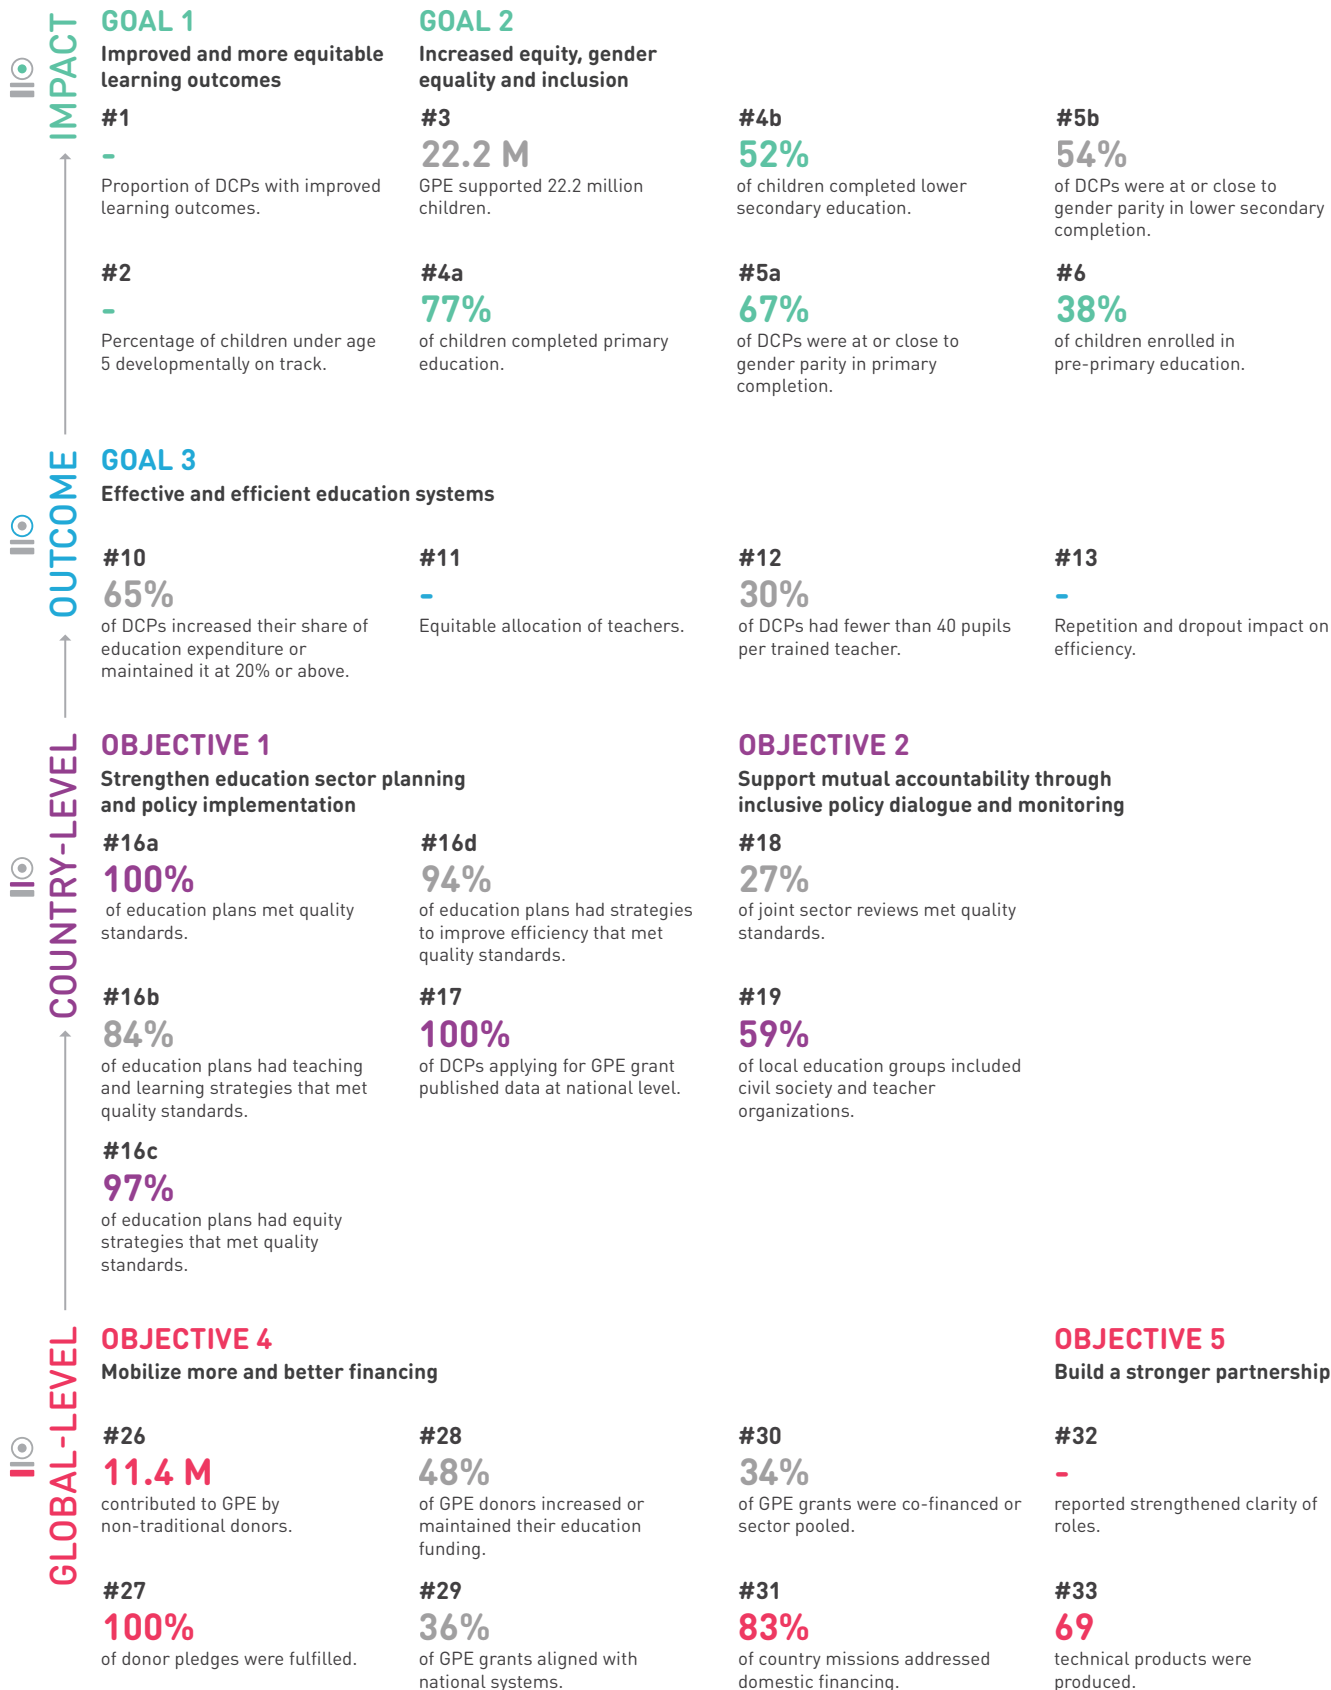 IMPACT
GOAL 1
Improved and more equitable
learning outcomes
GOAL 2
Increased equity, gender
equality and inclusion
#1
-
Proportion of DCPs with improved
learning outcomes.
#3
22.2 M
GPE supported 22.2 million
children.
#4b
52%
of children completed lower
secondary education.
#5b
54%
of DCPs were at or close to
gender parity in lower secondary
completion.
#2
-
Percentage of children under age
5 developmentally on track.
#4a
77%
of children completed primary
education.
#5a
67%
of DCPs were at or close to
gender parity in primary
completion.
#6
38%
of children enrolled in
pre-primary education.
OUTCOME
GOAL 3
Effective and efficient education systems
#10
65%
of DCPs increased their share of
education expenditure or
maintained it at 20% or above.
#11
-
Equitable allocation of teachers.
#12
30%
of DCPs had fewer than 40 pupils
per trained teacher.
#13
-
Repetition and dropout impact on
efficiency.
COUNTRY-LEVEL
OBJECTIVE 1
Strengthen education sector planning
and policy implementation
OBJECTIVE 2
Support mutual accountability through
inclusive policy dialogue and monitoring
#16a
100%
of education plans met quality
standards.
#16d
94%
of education plans had strategies
to improve efficiency that met
quality standards.
#18
27%
of joint sector reviews met quality
standards.
#16b
84%
of education plans had teaching
and learning strategies that met
quality standards.
#17
100%
of DCPs applying for GPE grant
published data at national level.
#19
59%
of local education groups included
civil society and teacher
organizations.
#16c
97%
of education plans had equity
strategies that met quality
standards.
GLOBAL-LEVEL
OBJECTIVE 4
Mobilize more and better financing
OBJECTIVE 5
Build a stronger partnership
#26
11.4 M
contributed to GPE by
non-traditional donors.
#28
48%
of GPE donors increased or
maintained their education
funding.
#30
34%
of GPE grants were co-financed or
sector pooled.
#32
-
reported strengthened clarity of
roles.
#27
100%
of donor pledges were fulfilled.
#29
36%
of GPE grants aligned with
national systems.
#31
83%
of country missions addressed
domestic financing.
#33
69
technical products were
produced.